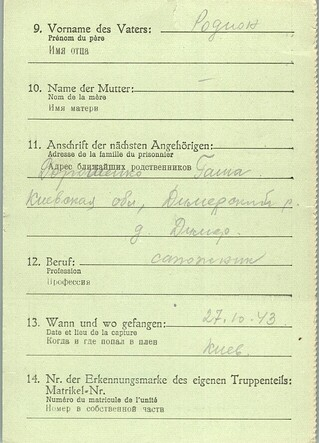 9. Vorname des Vaters: Родион
Prénom du père
Имя отца
10. Name der Mutter: —
Nom de la mère
Имя матери
11. Anschrift der nächsten Angehörigen:
Adresse de la famille du prisonnier
Адрес ближайших родственников
Дорошенко Гаша
Киевская обл, Дымерский р.
д. Дымер.
12. Beruf: сапожник
Profession
Профессия
13. Wann und wo gefangen: 27.10.43.
Date et lieu de la capture
Когда и где попал в плен Киев
14. Nr. der Erkennungsmarke des eigenen Truppenteils:
Matrikel-Nr.
Numéro du matricule de l'unité
Номер в собственной части